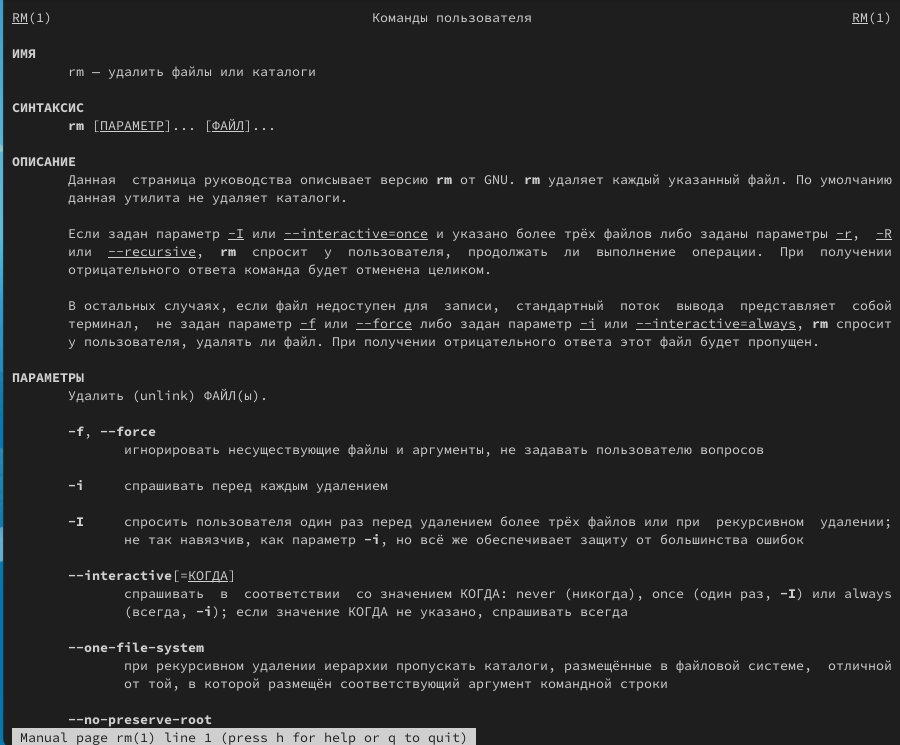 RM(1) Команды пользователя RM(1)
ИМЯ
rm — удалить файлы или каталоги
СИНТАКСИС
rm [ПАРАМЕТР]... [ФАЙЛ]...
ОПИСАНИЕ
Данная страница руководства описывает версию rm от GNU. rm удаляет каждый указанный файл. По умолчанию
данная утилита не удаляет каталоги.
Если задан параметр -I или --interactive=once и указано более трёх файлов либо заданы параметры -r, -R
или --recursive, rm спросит у пользователя, продолжать ли выполнение операции. При получении
отрицательного ответа команда будет отменена целиком.
В остальных случаях, если файл недоступен для записи, стандартный поток вывода представляет собой
терминал, не задан параметр -f или --force либо задан параметр -i или --interactive=always, rm спросит
у пользователя, удалять ли файл. При получении отрицательного ответа этот файл будет пропущен.
ПАРАМЕТРЫ
Удалить (unlink) ФАЙЛ(ы).
-f, --force
игнорировать несуществующие файлы и аргументы, не задавать пользователю вопросов
-i спрашивать перед каждым удалением
-I спросить пользователя один раз перед удалением более трёх файлов или при рекурсивном удалении;
не так навязчив, как параметр -i, но всё же обеспечивает защиту от большинства ошибок
--interactive[=КОГДА]
спрашивать в соответствии со значением КОГДА: never (никогда), once (один раз, -I) или always
(всегда, -i); если значение КОГДА не указано, спрашивать всегда
--one-file-system
при рекурсивном удалении иерархии пропускать каталоги, размещённые в файловой системе, отличной
от той, в которой размещён соответствующий аргумент командной строки
--no-preserve-root
Manual page rm(1) line 1 (press h for help or q to quit)